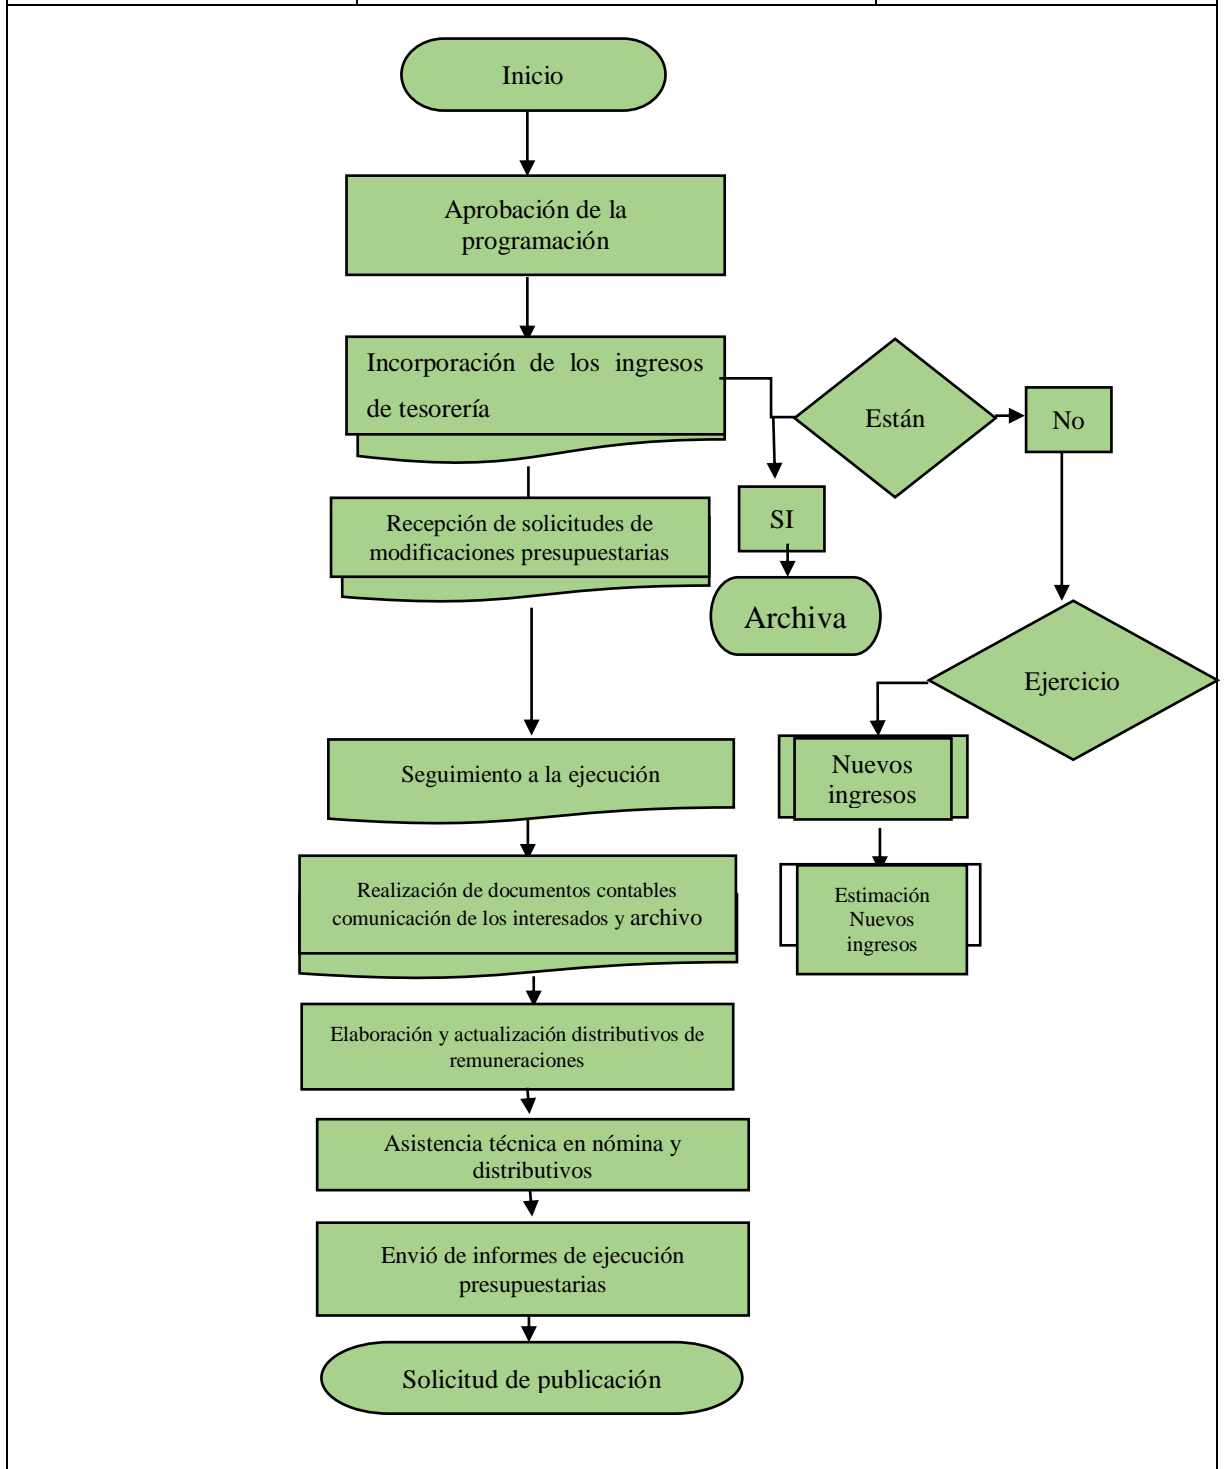 Inicio
Aprobación de la
programación
Incorporación de los ingresos
de tesorería
Están
No
SI
Recepción de solicitudes de
modificaciones presupuestarias
Archiva
Ejercicio
Seguimiento a la ejecución
Nuevos
ingresos
Realización de documentos contables
comunicación de los interesados y archivo
Estimación
Nuevos
ingresos
Elaboración y actualización distributivos de
remuneraciones
Asistencia técnica en nómina y
distributivos
Envió de informes de ejecución
presupuestarias
Solicitud de publicación